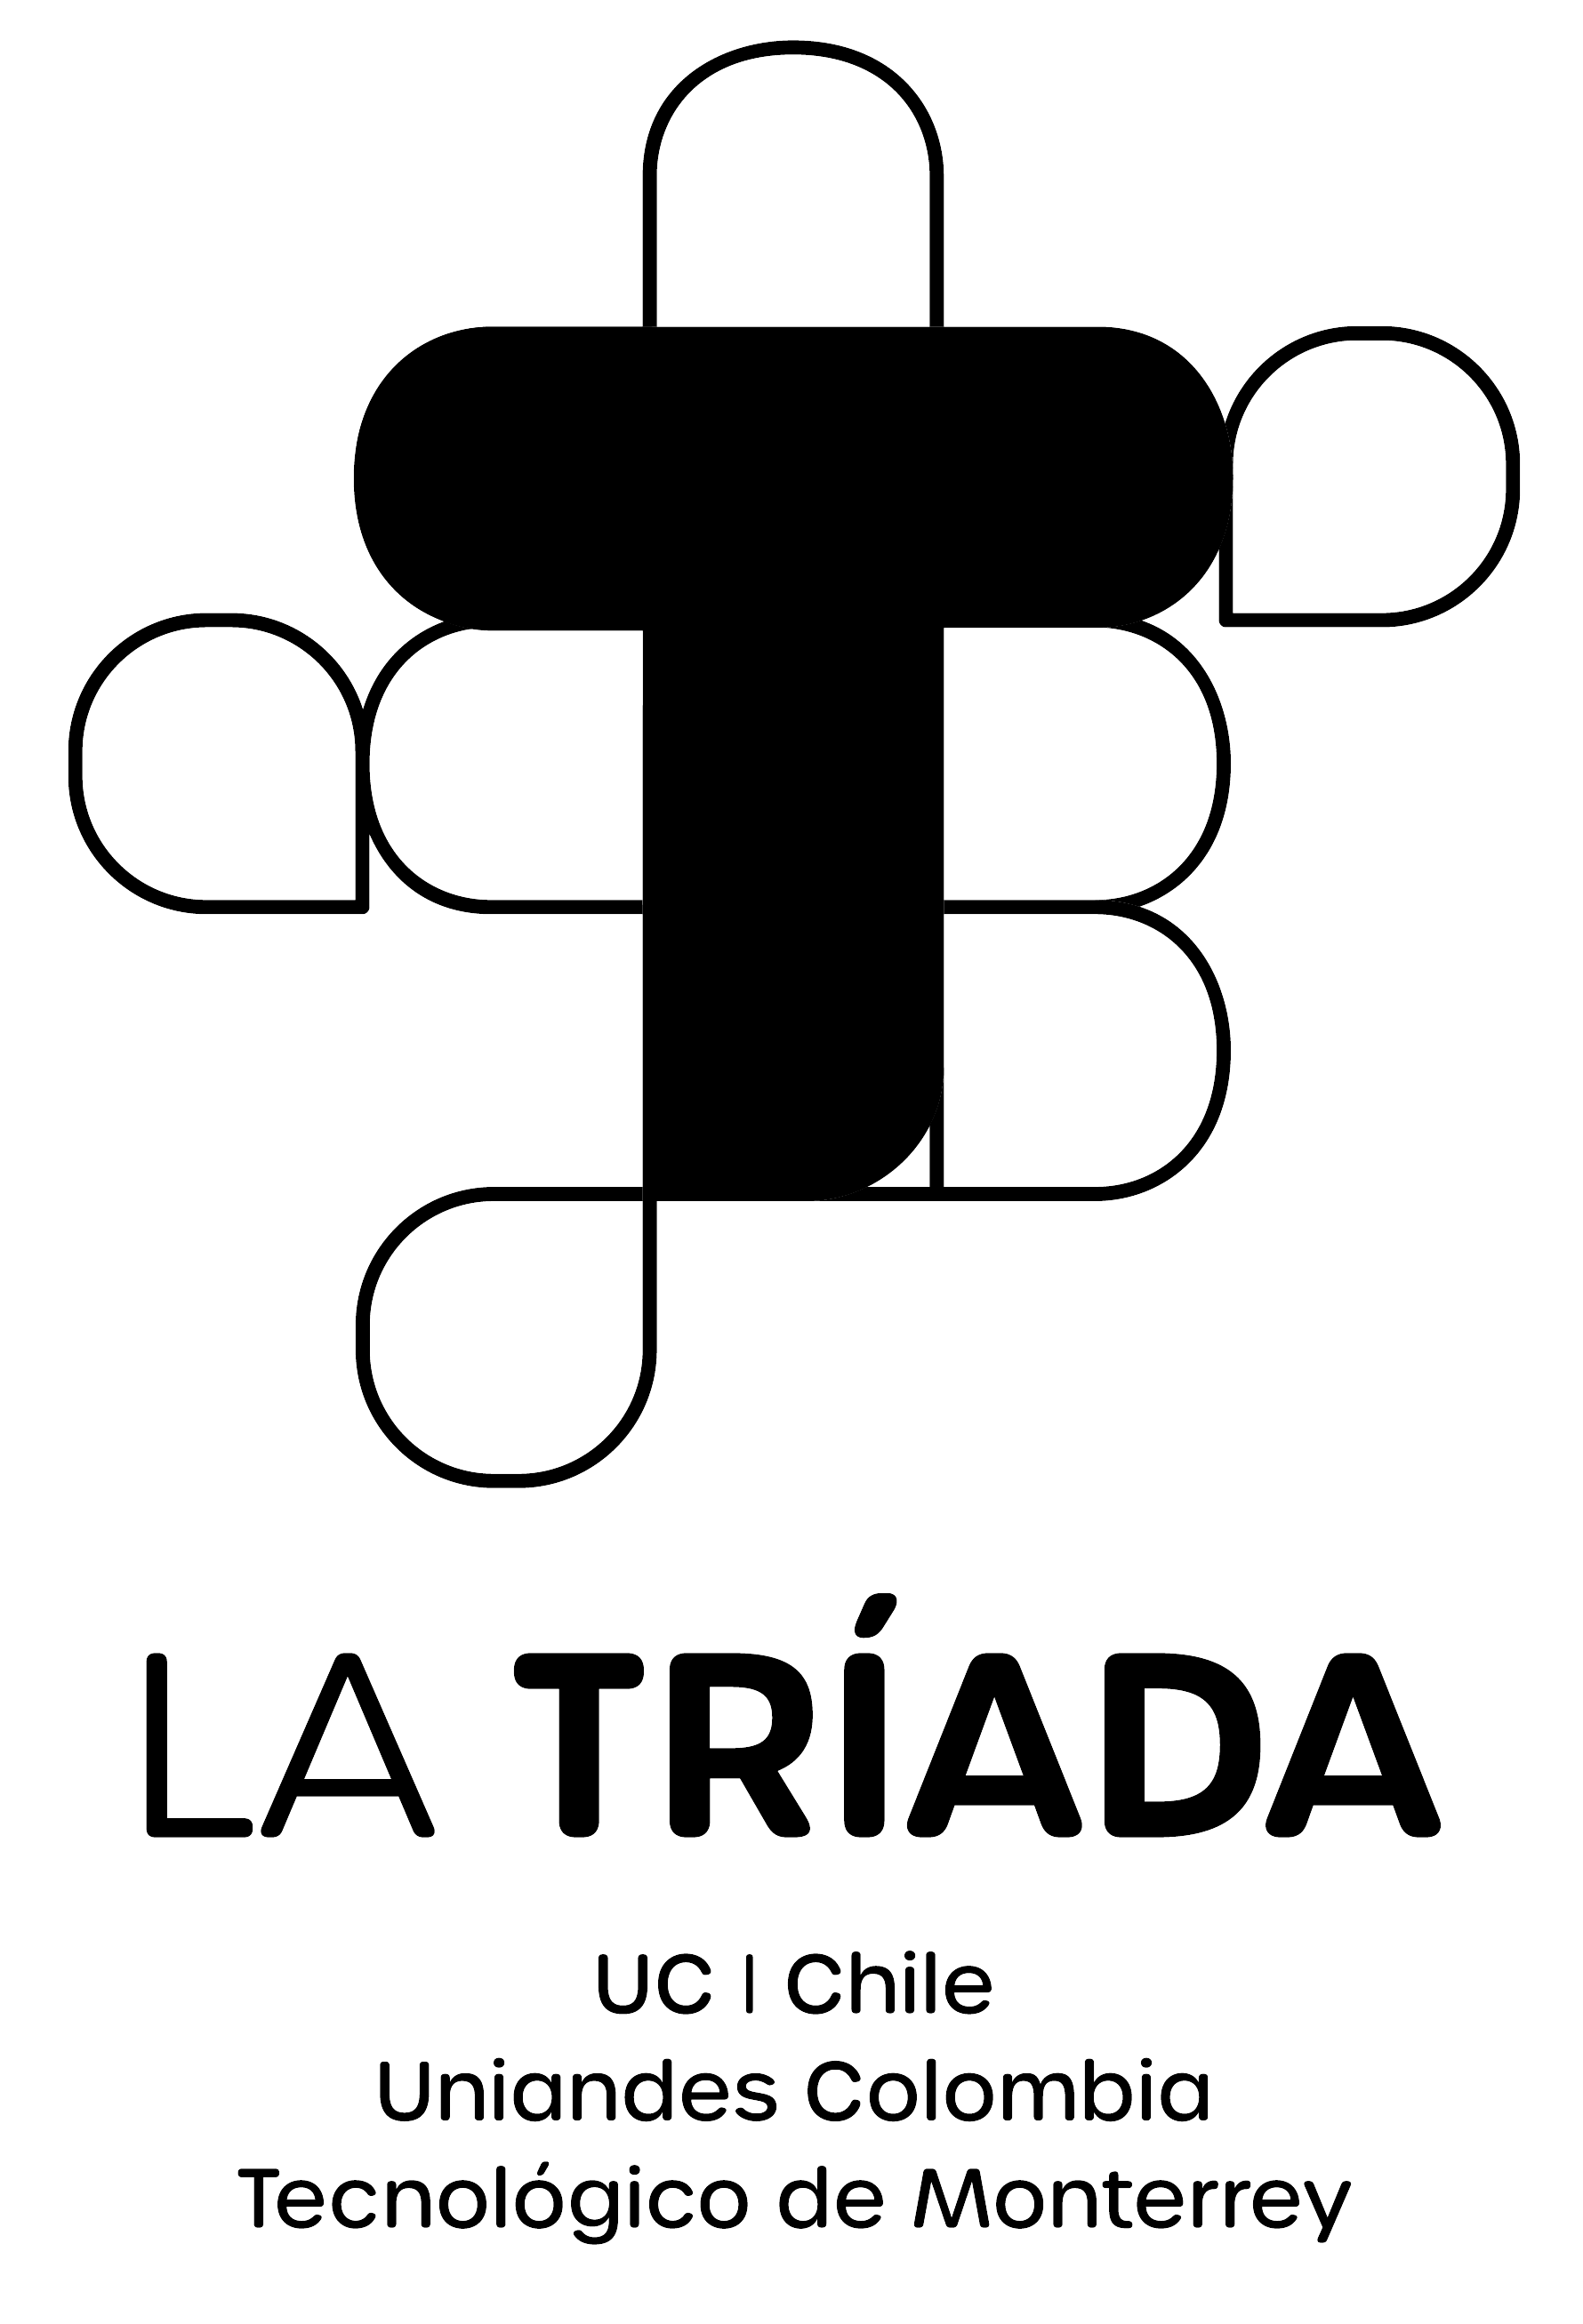 T
LA TRÍADA
UC | Chile
Uniandes Colombia
Tecnológico de Monterrey